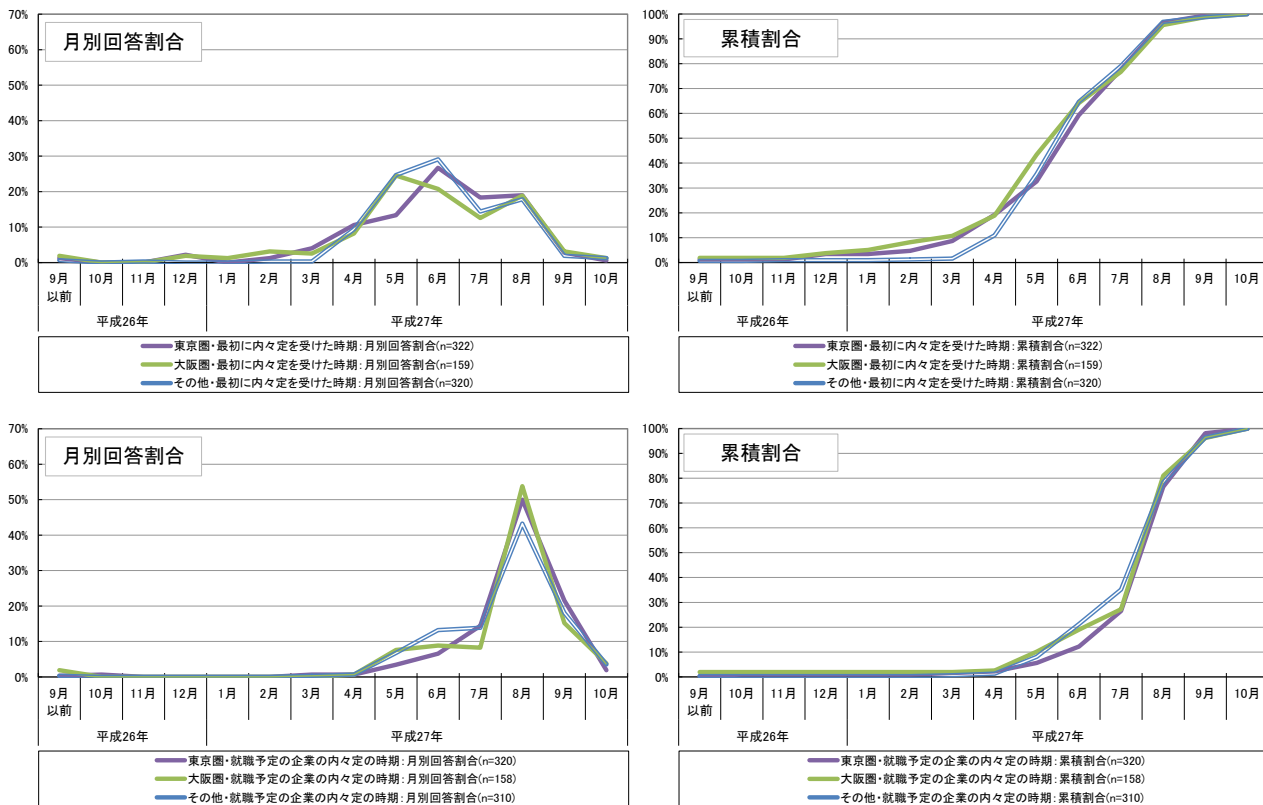 月別回答割合
70%
60%
50%
40%
30%
20%
10%
0%
9月 10月 11月 12月 1月 2月 3月 4月 5月 6月 7月 8月 9月 10月
以前
平成26年 平成27年
東京圏・最初に内々定を受けた時期:月別回答割合(n=322)
大阪圏・最初に内々定を受けた時期:月別回答割合(n=159)
その他・最初に内々定を受けた時期:月別回答割合(n=320)
累積割合
100%
90%
80%
70%
60%
50%
40%
30%
20%
10%
0%
9月 10月 11月 12月 1月 2月 3月 4月 5月 6月 7月 8月 9月 10月
以前
平成26年 平成27年
東京圏・最初に内々定を受けた時期:累積割合(n=322)
大阪圏・最初に内々定を受けた時期:累積割合(n=159)
その他・最初に内々定を受けた時期:累積割合(n=320)
月別回答割合
70%
60%
50%
40%
30%
20%
10%
0%
9月 10月 11月 12月 1月 2月 3月 4月 5月 6月 7月 8月 9月 10月
以前
平成26年 平成27年
東京圏・就職予定の企業の内々定の時期:月別回答割合(n=320)
大阪圏・就職予定の企業の内々定の時期:月別回答割合(n=158)
その他・就職予定の企業の内々定の時期:月別回答割合(n=310)
累積割合
100%
90%
80%
70%
60%
50%
40%
30%
20%
10%
0%
9月 10月 11月 12月 1月 2月 3月 4月 5月 6月 7月 8月 9月 10月
以前
平成26年 平成27年
東京圏・就職予定の企業の内々定の時期:累積割合(n=320)
大阪圏・就職予定の企業の内々定の時期:累積割合(n=158)
その他・就職予定の企業の内々定の時期:累積割合(n=310)